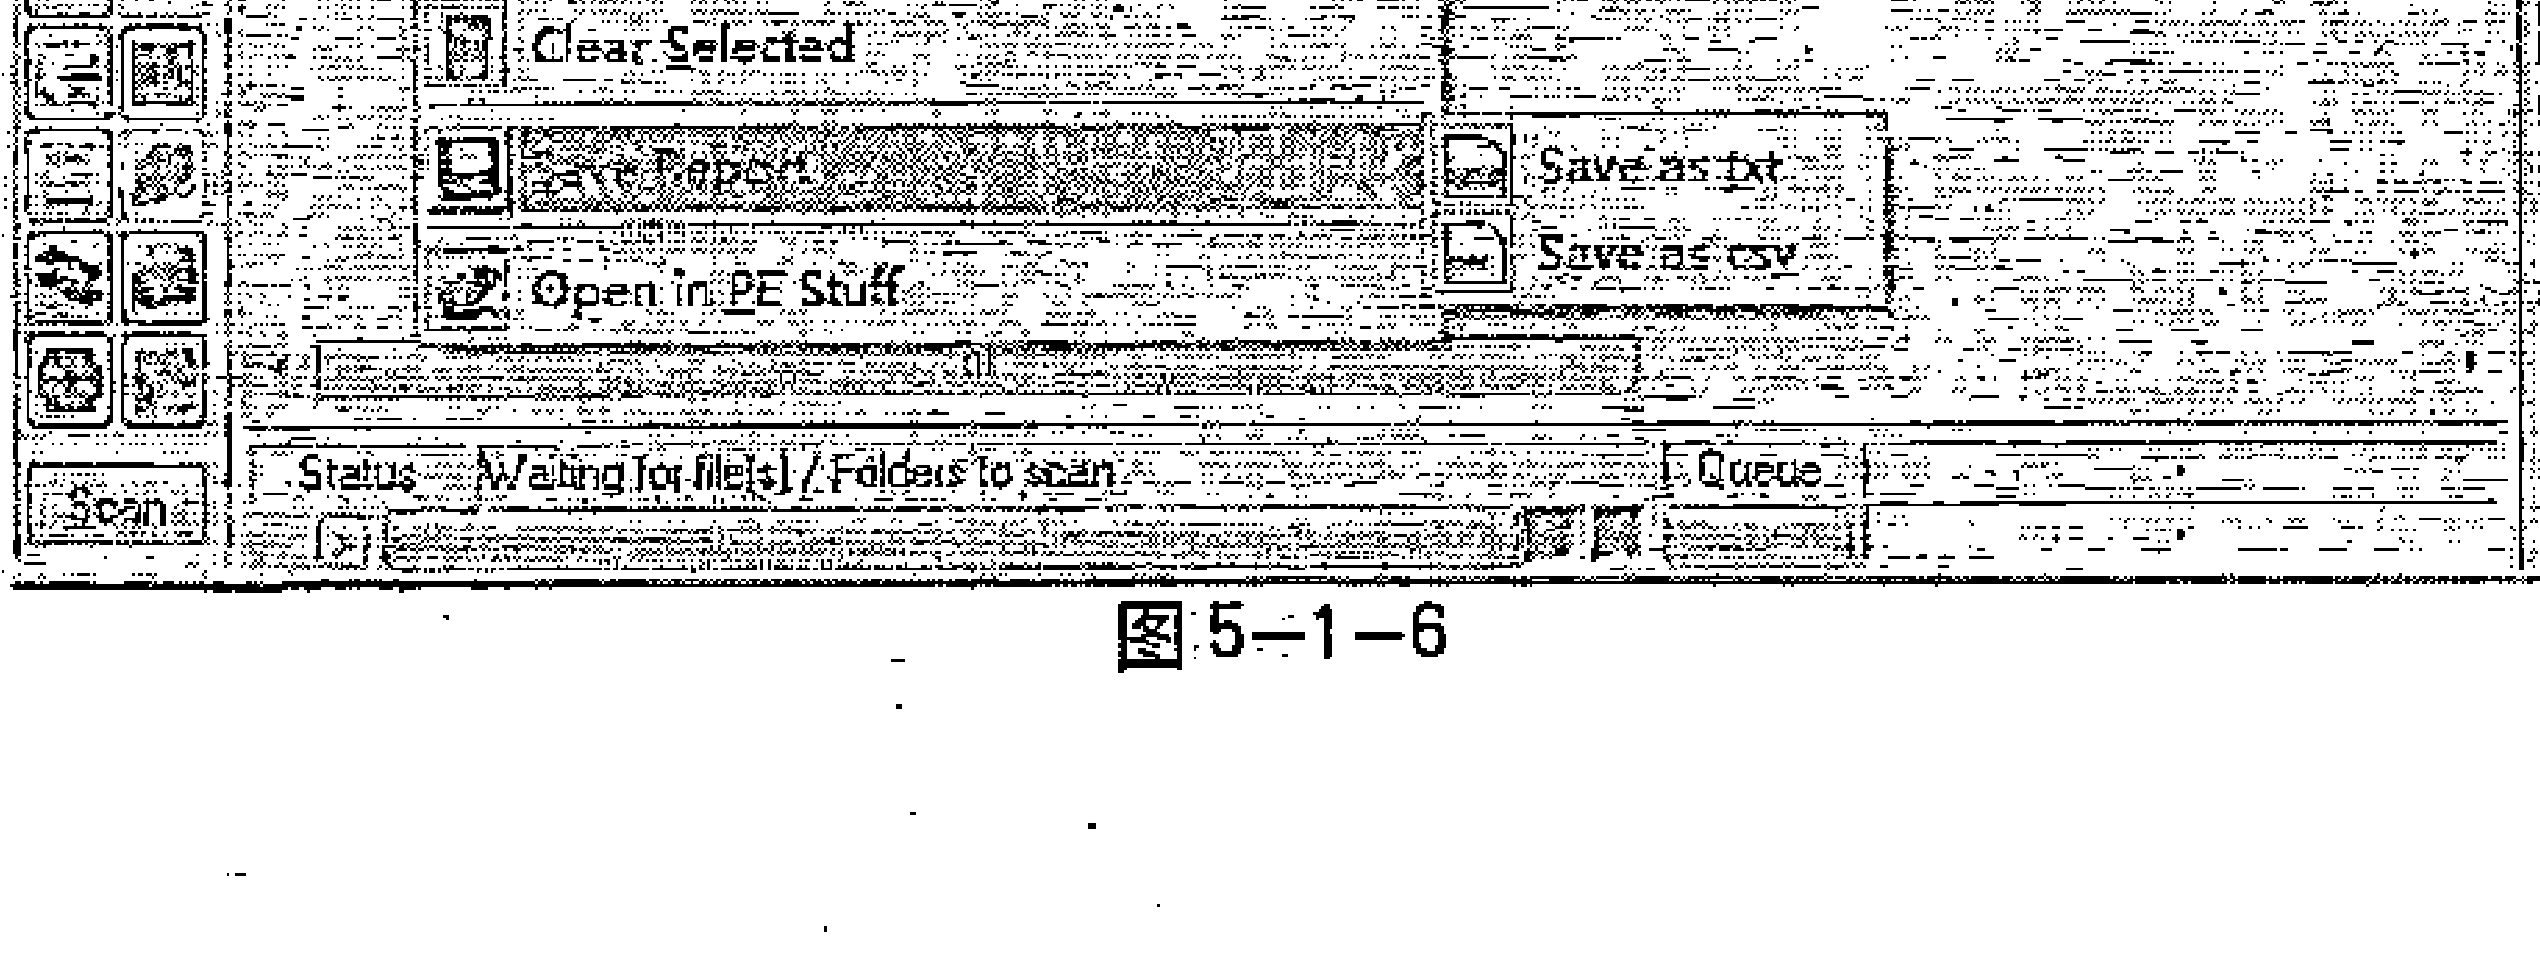 Clear Selected
Save Report
Save as txt
Save as csv
Open in PE Stuff
Status
Waiting for file(s) / Folders to scan
Queue
Scan
图 5-1-6